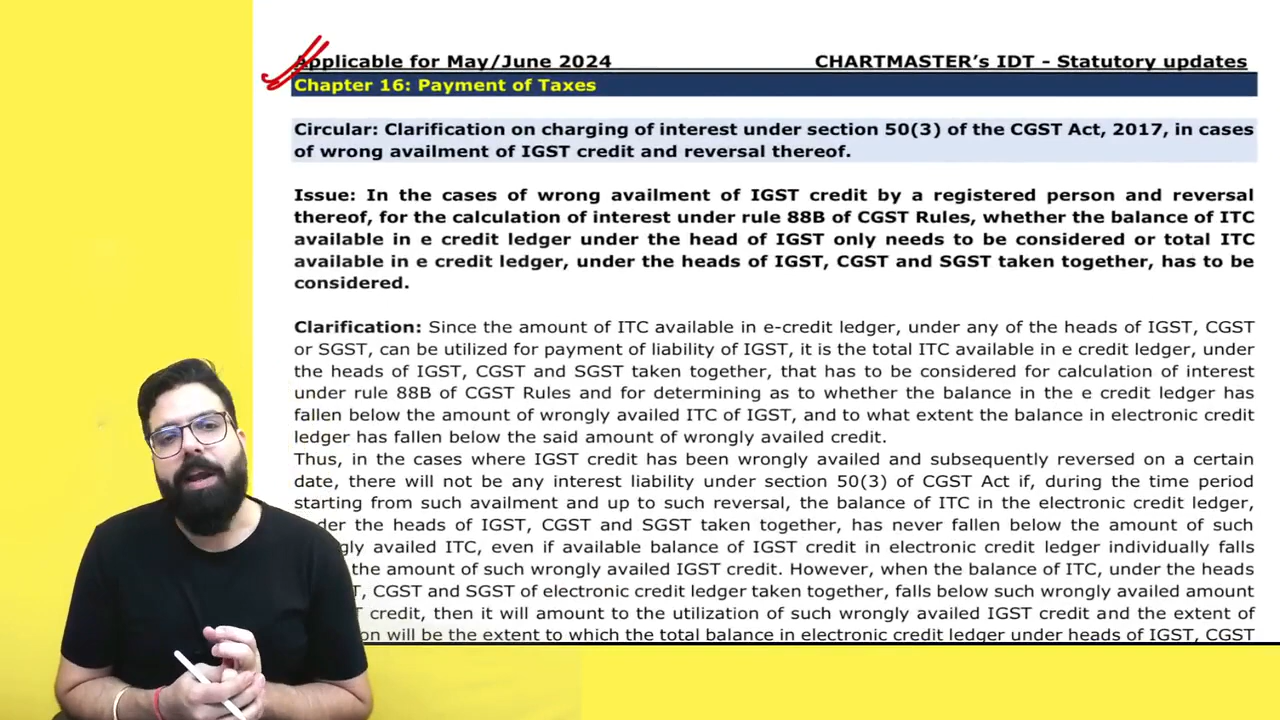 Applicable for May/June 2024 CHARTMASTER’s IDT - Statutory updates
Chapter 16: Payment of Taxes
Circular: Clarification on charging of interest under section 50(3) of the CGST Act, 2017, in cases
of wrong availment of IGST credit and reversal thereof.
Issue: In the cases of wrong availment of IGST credit by a registered person and reversal
thereof, for the calculation of interest under rule 88B of CGST Rules, whether the balance of ITC
available in e credit ledger under the head of IGST only needs to be considered or total ITC
available in e credit ledger, under the heads of IGST, CGST and SGST taken together, has to be
considered.
Clarification: Since the amount of ITC available in e-credit ledger, under any of the heads of IGST, CGST
or SGST, can be utilized for payment of liability of IGST, it is the total ITC available in e credit ledger, under
the heads of IGST, CGST and SGST taken together, that has to be considered for calculation of interest
under rule 88B of CGST Rules and for determining as to whether the balance in the e credit ledger has
fallen below the amount of wrongly availed ITC of IGST, and to what extent the balance in electronic credit
ledger has fallen below the said amount of wrongly availed credit.
Thus, in the cases where IGST credit has been wrongly availed and subsequently reversed on a certain
date, there will not be any interest liability under section 50(3) of CGST Act if, during the time period
starting from such availment and up to such reversal, the balance of ITC in the electronic credit ledger,
the heads of IGST, CGST and SGST taken together, has never fallen below the amount of such
availed ITC, even if available balance of IGST credit in electronic credit ledger individually falls
the amount of such wrongly availed IGST credit. However, when the balance of ITC, under the heads
CGST and SGST of electronic credit ledger taken together, falls below such wrongly availed amount
credit, then it will amount to the utilization of such wrongly availed IGST credit and the extent of
will be the extent to which the total balance in electronic credit ledger under heads of IGST, CGST